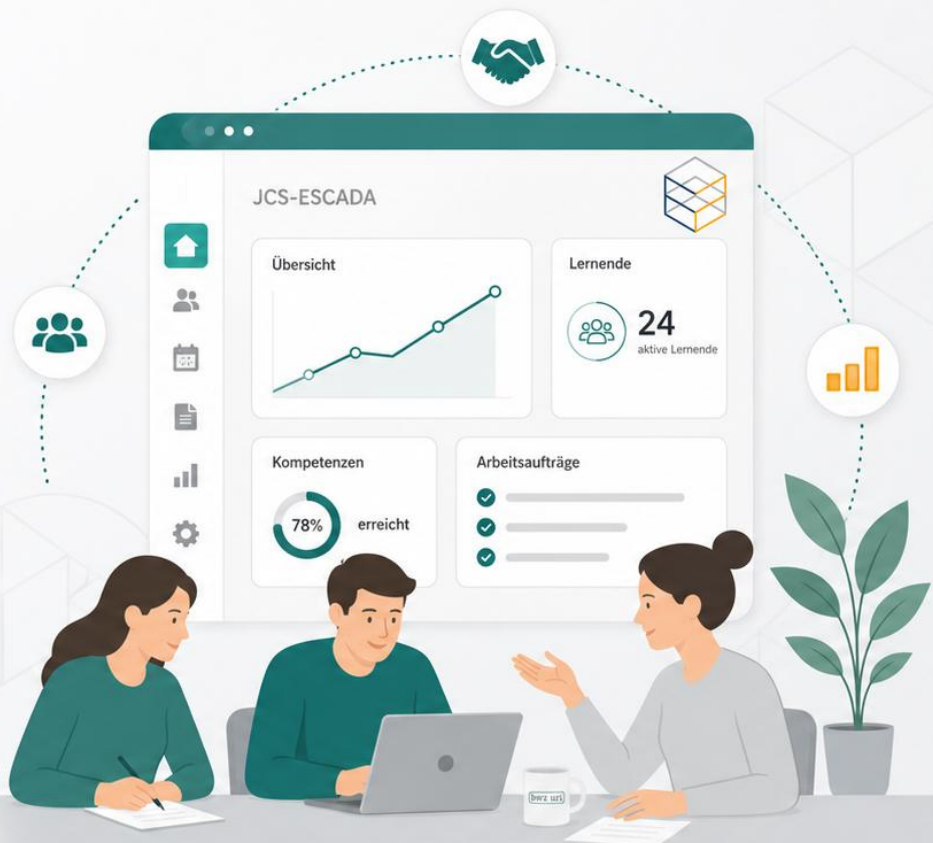 JCS-ESCADA
Übersicht
Lernende
24
aktive Lernende
Kompetenzen
78%
erreicht
Arbeitsaufträge
bwz uri